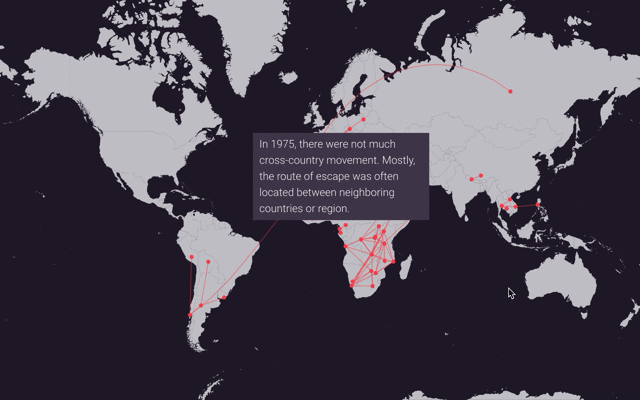 In 1975, there were not much
cross-country movement. Mostly,
the route of escape was often
located between neighboring
countries or region.